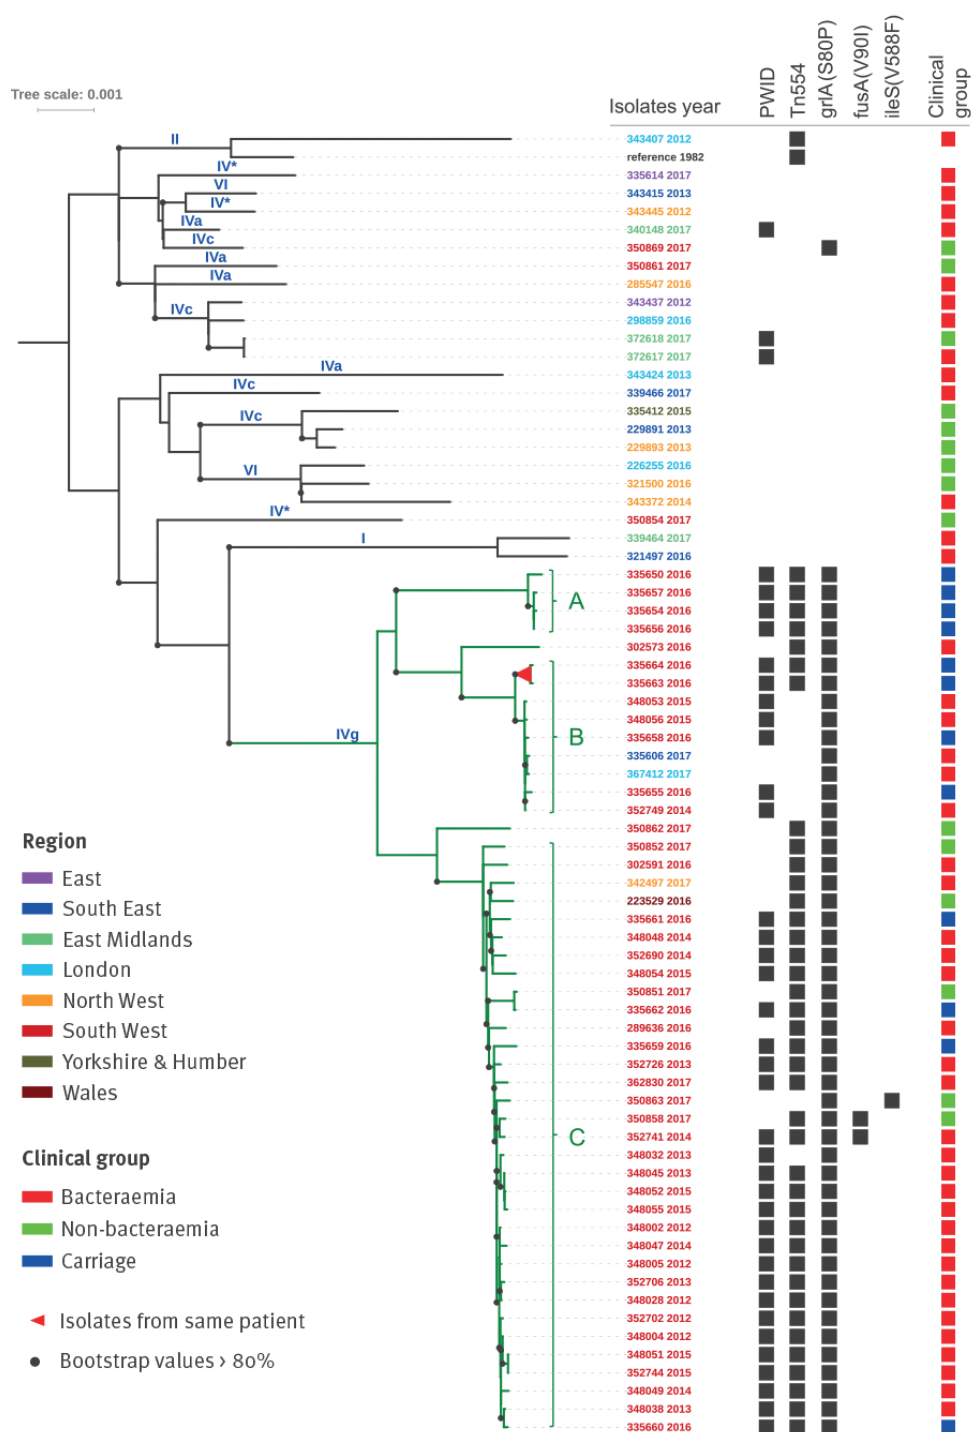 Tree scale: 0.001
Isolates year
PWID
Tn554
grlA(S80P)
fusA(V90I)
ileS(V588F)
Clinical
group
II
343407 2012
reference 1982
IV*
335614 2017
VI
343415 2013
IV*
343445 2012
IVa
340148 2017
IVc
350869 2017
IVa
350861 2017
IVa
285547 2016
343437 2012
IVc
298859 2016
372618 2017
372617 2017
IVa
343424 2013
IVc
339466 2017
335412 2015
IVc
229891 2013
229893 2013
226255 2016
VI
321500 2016
343372 2014
IV*
350854 2017
I
339464 2017
321497 2016
335650 2016
335657 2016
A
335654 2016
335656 2016
302573 2016
335664 2016
335663 2016
348053 2015
348056 2015
IVg
B
335658 2016
335606 2017
367412 2017
335655 2016
352749 2014
350862 2017
350852 2017
302591 2016
342497 2017
223529 2016
335661 2016
348048 2014
352690 2014
348054 2015
350851 2017
335662 2016
289636 2016
335659 2016
352726 2013
362830 2017
350863 2017
350858 2017
C
352741 2014
348032 2013
348045 2013
348052 2015
348055 2015
348002 2012
348047 2014
348005 2012
352706 2013
348028 2012
352702 2012
348004 2012
348051 2015
352744 2015
348049 2014
348038 2013
335660 2016
Region
East
South East
East Midlands
London
North West
South West
Yorkshire & Humber
Wales
Clinical group
Bacteraemia
Non-bacteraemia
Carriage
Isolates from same patient
Bootstrap values > 80%